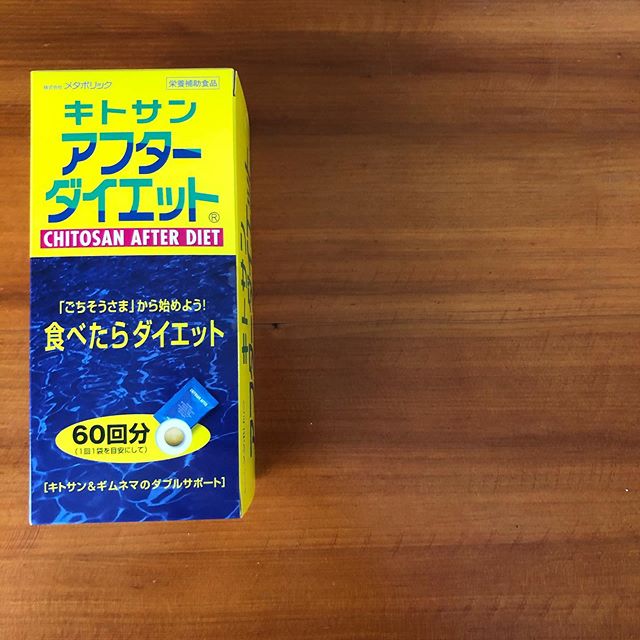 株式会社 メタボリック
栄養補助食品
キトサン
アフター
ダイエット®
CHITOSAN AFTER DIET
「ごちそうさま」から始めよう!
食べたらダイエット
60回分
(1回1袋を目安にして)
[キトサン&ギムネマのダブルサポート]